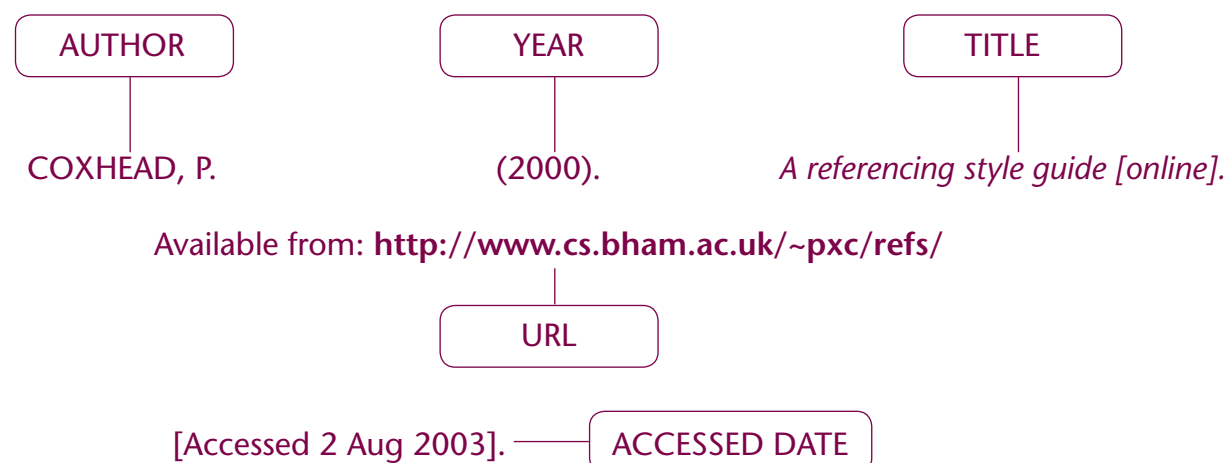 AUTHOR YEAR TITLE
COXHEAD, P. (2000). A referencing style guide [online].
Available from: http://www.cs.bham.ac.uk/~pxc/refs/
URL
[Accessed 2 Aug 2003]. ACCESSED DATE